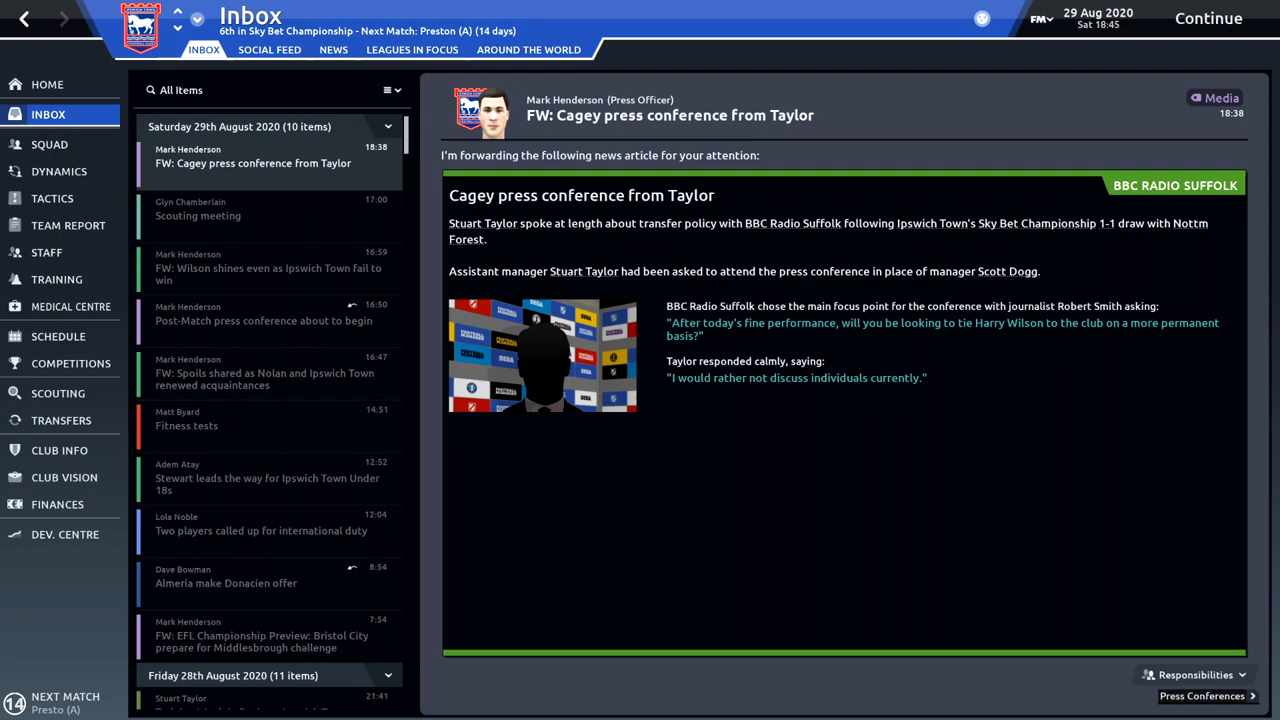 Inbox
6th in Sky Bet Championship - Next Match: Preston (A) (14 days)
INBOX
SOCIAL FEED
NEWS
LEAGUES IN FOCUS
AROUND THE WORLD
FM
29 Aug 2020
Sat 18:45
Continue
HOME
INBOX
SQUAD
DYNAMICS
TACTICS
TEAM REPORT
STAFF
TRAINING
MEDICAL CENTRE
SCHEDULE
COMPETITIONS
SCOUTING
TRANSFERS
CLUB INFO
CLUB VISION
FINANCES
DEV. CENTRE
14
NEXT MATCH
Presto (A)
All Items
Saturday 29th August 2020 (10 items)
Mark Henderson
18:38
FW: Cagey press conference from Taylor
Glyn Chamberlain
17:00
Scouting meeting
Mark Henderson
16:59
FW: Wilson shines even as Ipswich Town fail to
win
Mark Henderson
16:50
Post-Match press conference about to begin
Mark Henderson
16:47
FW: Spoils shared as Nolan and Ipswich Town
renewed acquaintances
Matt Byard
14:51
Fitness tests
Adem Atay
12:52
Stewart leads the way for Ipswich Town Under
18s
Lola Noble
12:04
Two players called up for international duty
Dave Bowman
8:54
Almería make Donacien offer
Mark Henderson
7:54
FW: EFL Championship Preview: Bristol City
prepare for Middlesbrough challenge
Friday 28th August 2020 (11 items)
Stuart Taylor
21:41
Mark Henderson (Press Officer)
FW: Cagey press conference from Taylor
Media
18:38
I'm forwarding the following news article for your attention:
BBC RADIO SUFFOLK
Cagey press conference from Taylor
Stuart Taylor spoke at length about transfer policy with BBC Radio Suffolk following Ipswich Town's Sky Bet Championship 1-1 draw with Nottm
Forest.
Assistant manager Stuart Taylor had been asked to attend the press conference in place of manager Scott Dogg.
BBC Radio Suffolk chose the main focus point for the conference with journalist Robert Smith asking:
"After today's fine performance, will you be looking to tie Harry Wilson to the club on a more permanent
basis?"
Taylor responded calmly, saying:
"I would rather not discuss individuals currently."
Responsibilities
Press Conferences